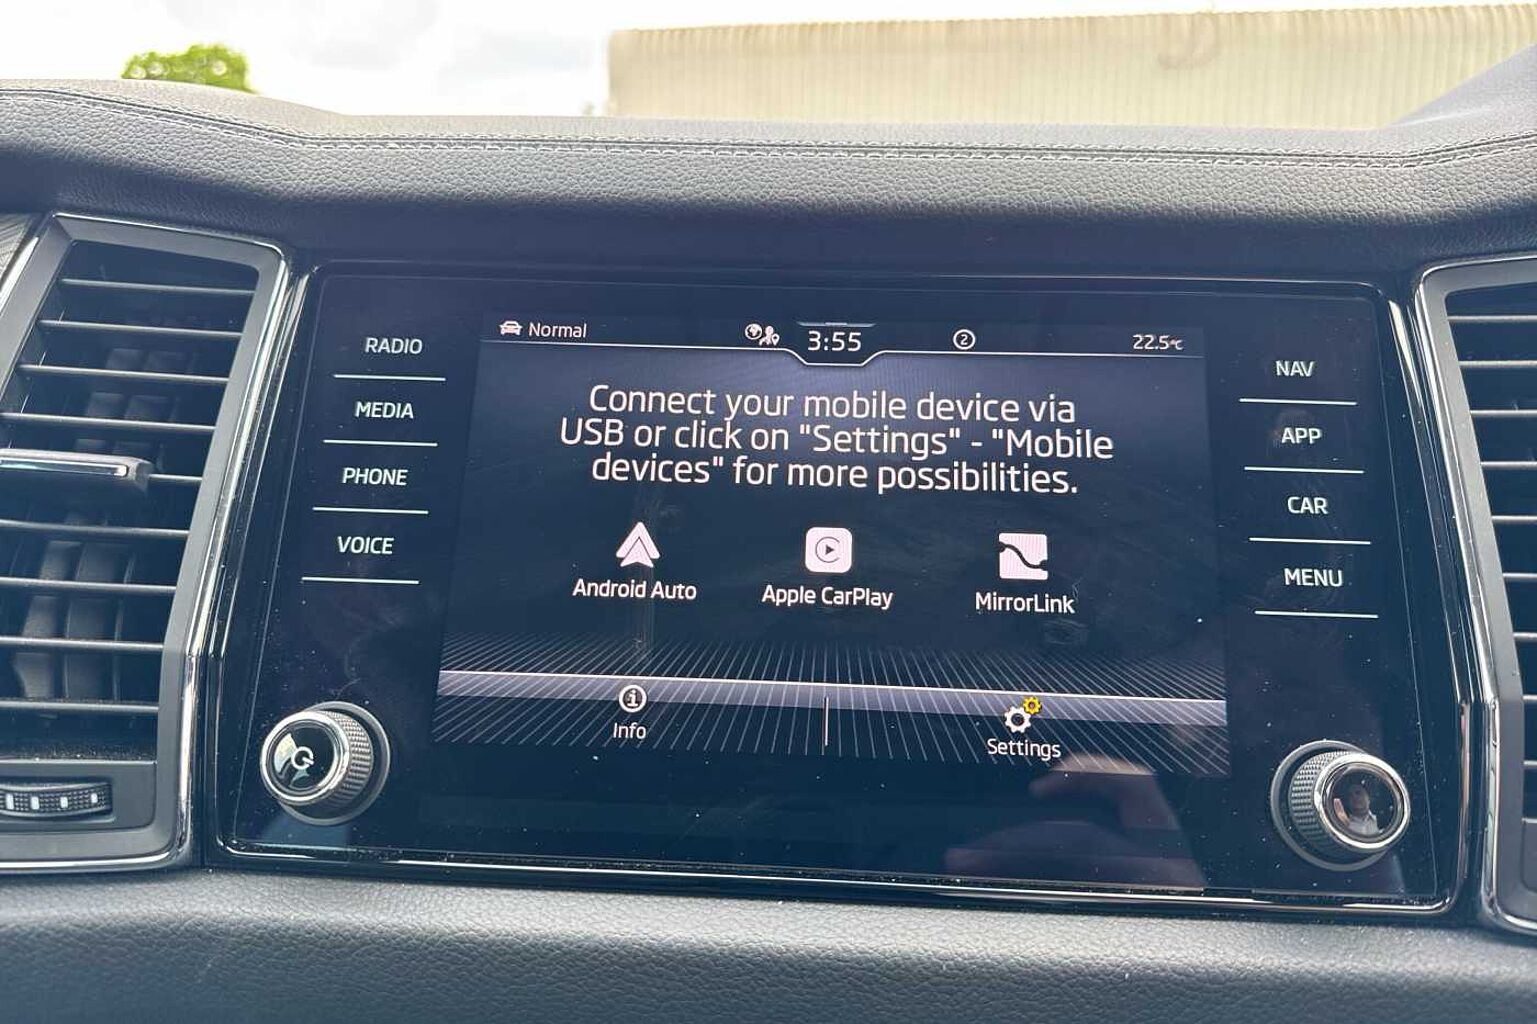 Normal
3:55
2
22.5°C
RADIO
MEDIA
PHONE
VOICE
Connect your mobile device via
USB or click on "Settings" - "Mobile
devices" for more possibilities.
Android Auto
Apple CarPlay
MirrorLink
Info
Settings
NAV
APP
CAR
MENU